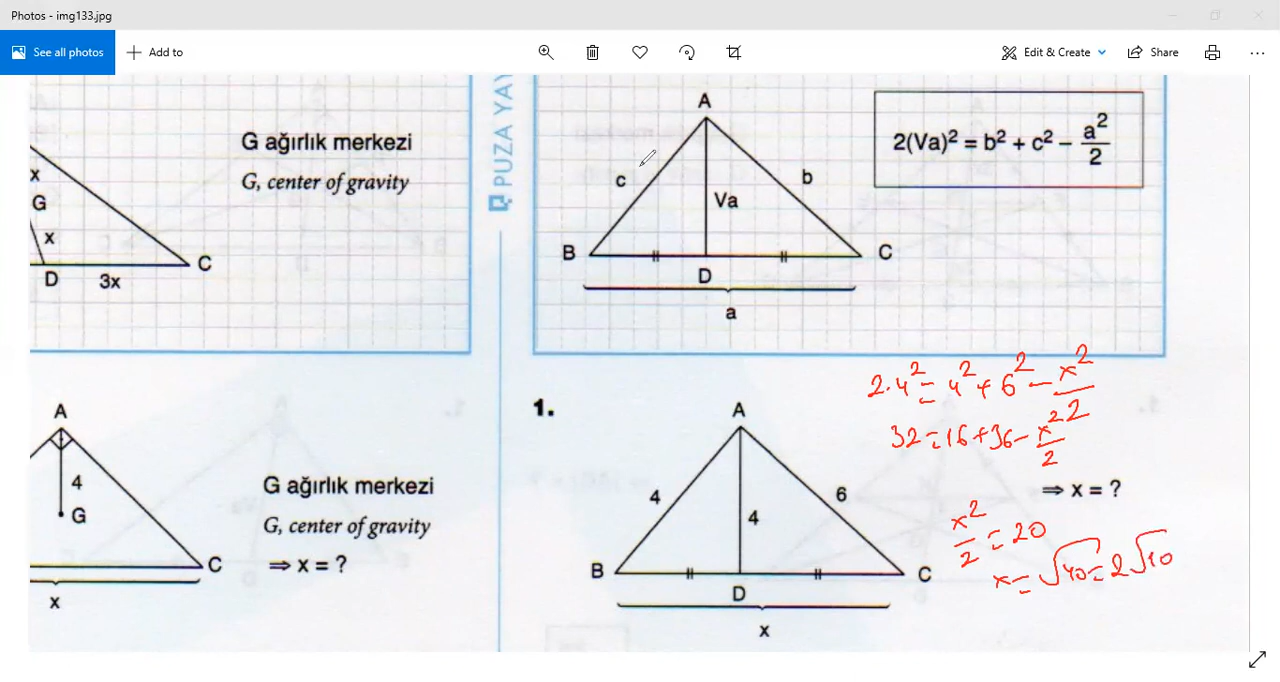 Photos - img133.jpg
See all photos
Add to
Edit & Create
Share
x
G
x
D
3x
C
G ağırlık merkezi
G, center of gravity
PUZA YAY
A
c
b
Va
B
D
C
a
2(Va)² = b² + c² - a²/2
A
4
G
C
x
G ağırlık merkezi
G, center of gravity
⇒ x = ?
1.
A
4
4
6
B
D
C
x
2.4² = 4² + 6² - x²/2
32 = 16 + 36 - x²/2
⇒ x = ?
x²/2 = 20
x = √40 = 2√10